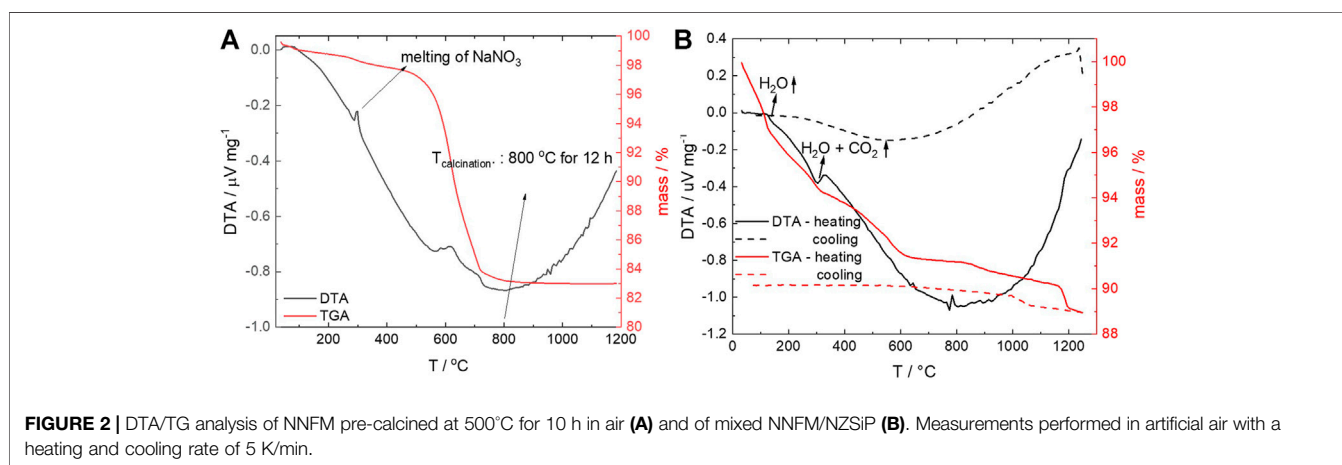 A
0.0
-0.2
-0.4
-0.6
-0.8
-1.0
DTA / μV mg⁻¹
melting of NaNO₃
T_calcination. : 800 °C for 12 h
DTA
TGA
200
400
600
800
1000
1200
T / °C
100
98
97
95
93
91
90
88
86
84
83
81
80
mass / %
B
0.4
0.2
0.0
-0.2
-0.4
-0.6
-0.8
-1.0
-1.2
DTA / uV mg⁻¹
H₂O
H₂O + CO₂
DTA - heating
cooling
TGA - heating
cooling
0
200
400
600
800
1000
1200
T / °C
100
98
96
94
92
90
88
mass / %
FIGURE 2 | DTA/TG analysis of NNFM pre-calcined at 500°C for 10 h in air (A) and of mixed NNFM/NZSiP (B). Measurements performed in artificial air with a
heating and cooling rate of 5 K/min.